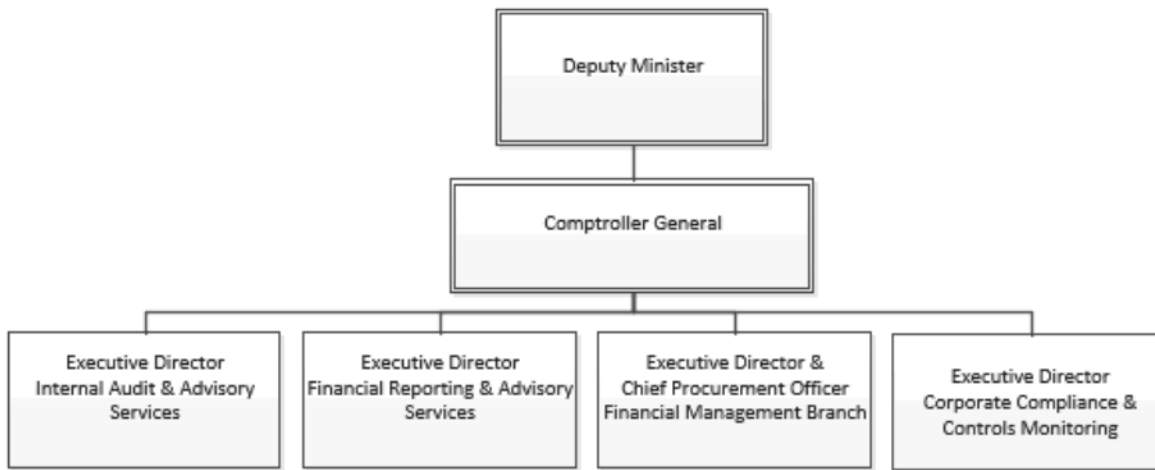 Deputy Minister
Comptroller General
Executive Director
Internal Audit & Advisory
Services
Executive Director
Financial Reporting & Advisory
Services
Executive Director &
Chief Procurement Officer
Financial Management Branch
Executive Director
Corporate Compliance &
Controls Monitoring